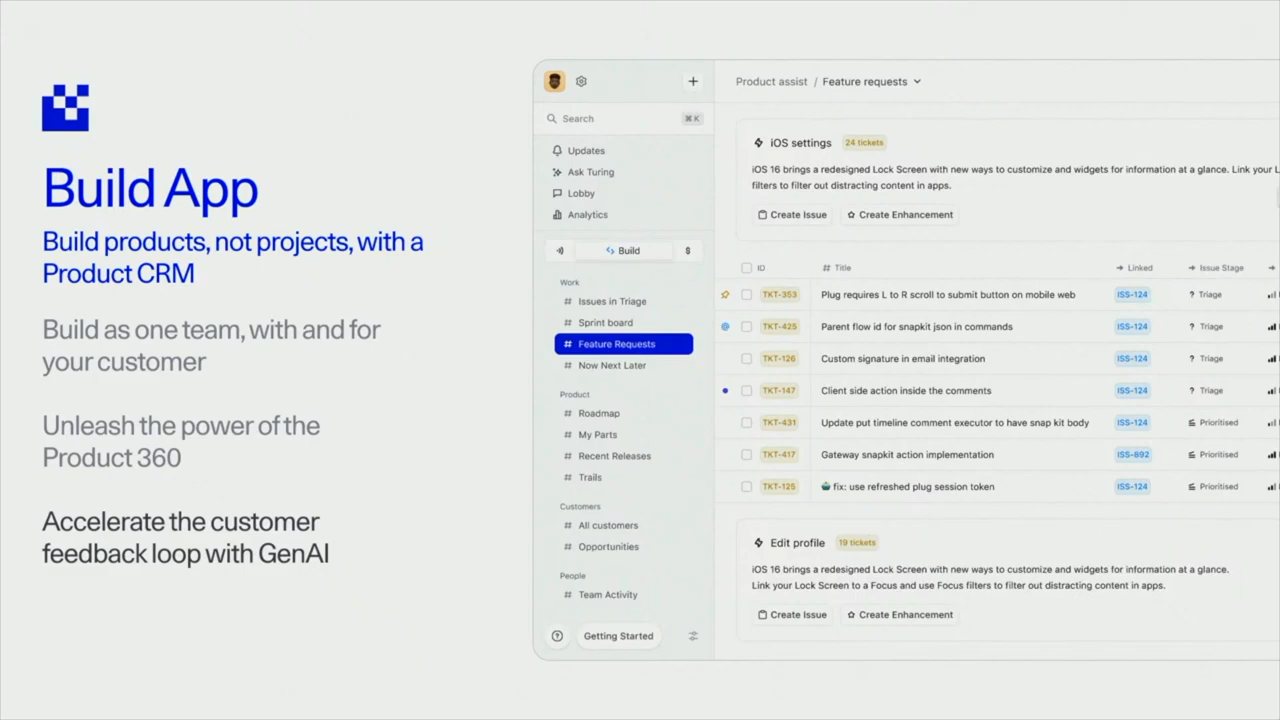 Build App
Build products, not projects, with a
Product CRM
Build as one team, with and for
your customer
Unleash the power of the
Product 360
Accelerate the customer
feedback loop with GenAI
Search ⌘ K
Updates
Ask Turing
Lobby
Analytics
Build $
Work
# Issues in Triage
# Sprint board
# Feature Requests
# Now Next Later
Product
# Roadmap
# My Parts
# Recent Releases
# Trails
Customers
# All customers
# Opportunities
People
# Team Activity
? Getting Started
Product assist / Feature requests
iOS settings 24 tickets
iOS 16 brings a redesigned Lock Screen with new ways to customize and widgets for information at a glance. Link your L
filters to filter out distracting content in apps.
Create Issue Create Enhancement
ID # Title → Linked → Issue Stage →
TKT-353 Plug requires L to R scroll to submit button on mobile web ISS-124 ? Triage
TKT-425 Parent flow id for snapkit json in commands ISS-124 ? Triage
TKT-126 Custom signature in email integration ISS-124 ? Triage
TKT-147 Client side action inside the comments ISS-124 ? Triage
TKT-431 Update put timeline comment executor to have snap kit body ISS-124 Prioritised
TKT-417 Gateway snapkit action implementation ISS-892 Prioritised
TKT-125 fix: use refreshed plug session token ISS-124 Prioritised
Edit profile 19 tickets
iOS 16 brings a redesigned Lock Screen with new ways to customize and widgets for information at a glance.
Link your Lock Screen to a Focus and use Focus filters to filter out distracting content in apps.
Create Issue Create Enhancement